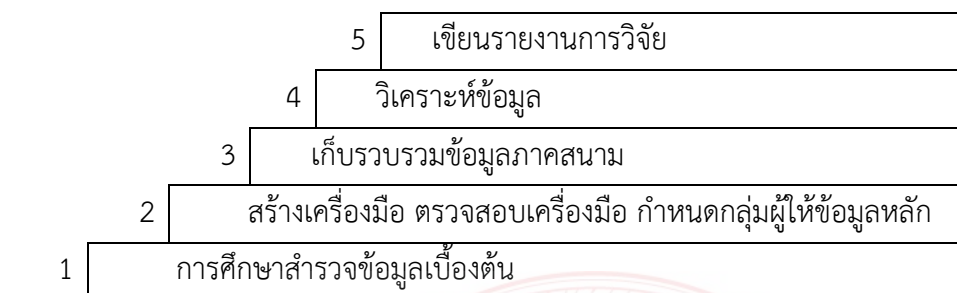 5 เขียนรายงานการวิจัย
4 วิเคราะห์ข้อมูล
3 เก็บรวบรวมข้อมูลภาคสนาม
2 สร้างเครื่องมือ ตรวจสอบเครื่องมือ กำหนดกลุ่มผู้ให้ข้อมูลหลัก
1 การศึกษาสำรวจข้อมูลเบื้องต้น